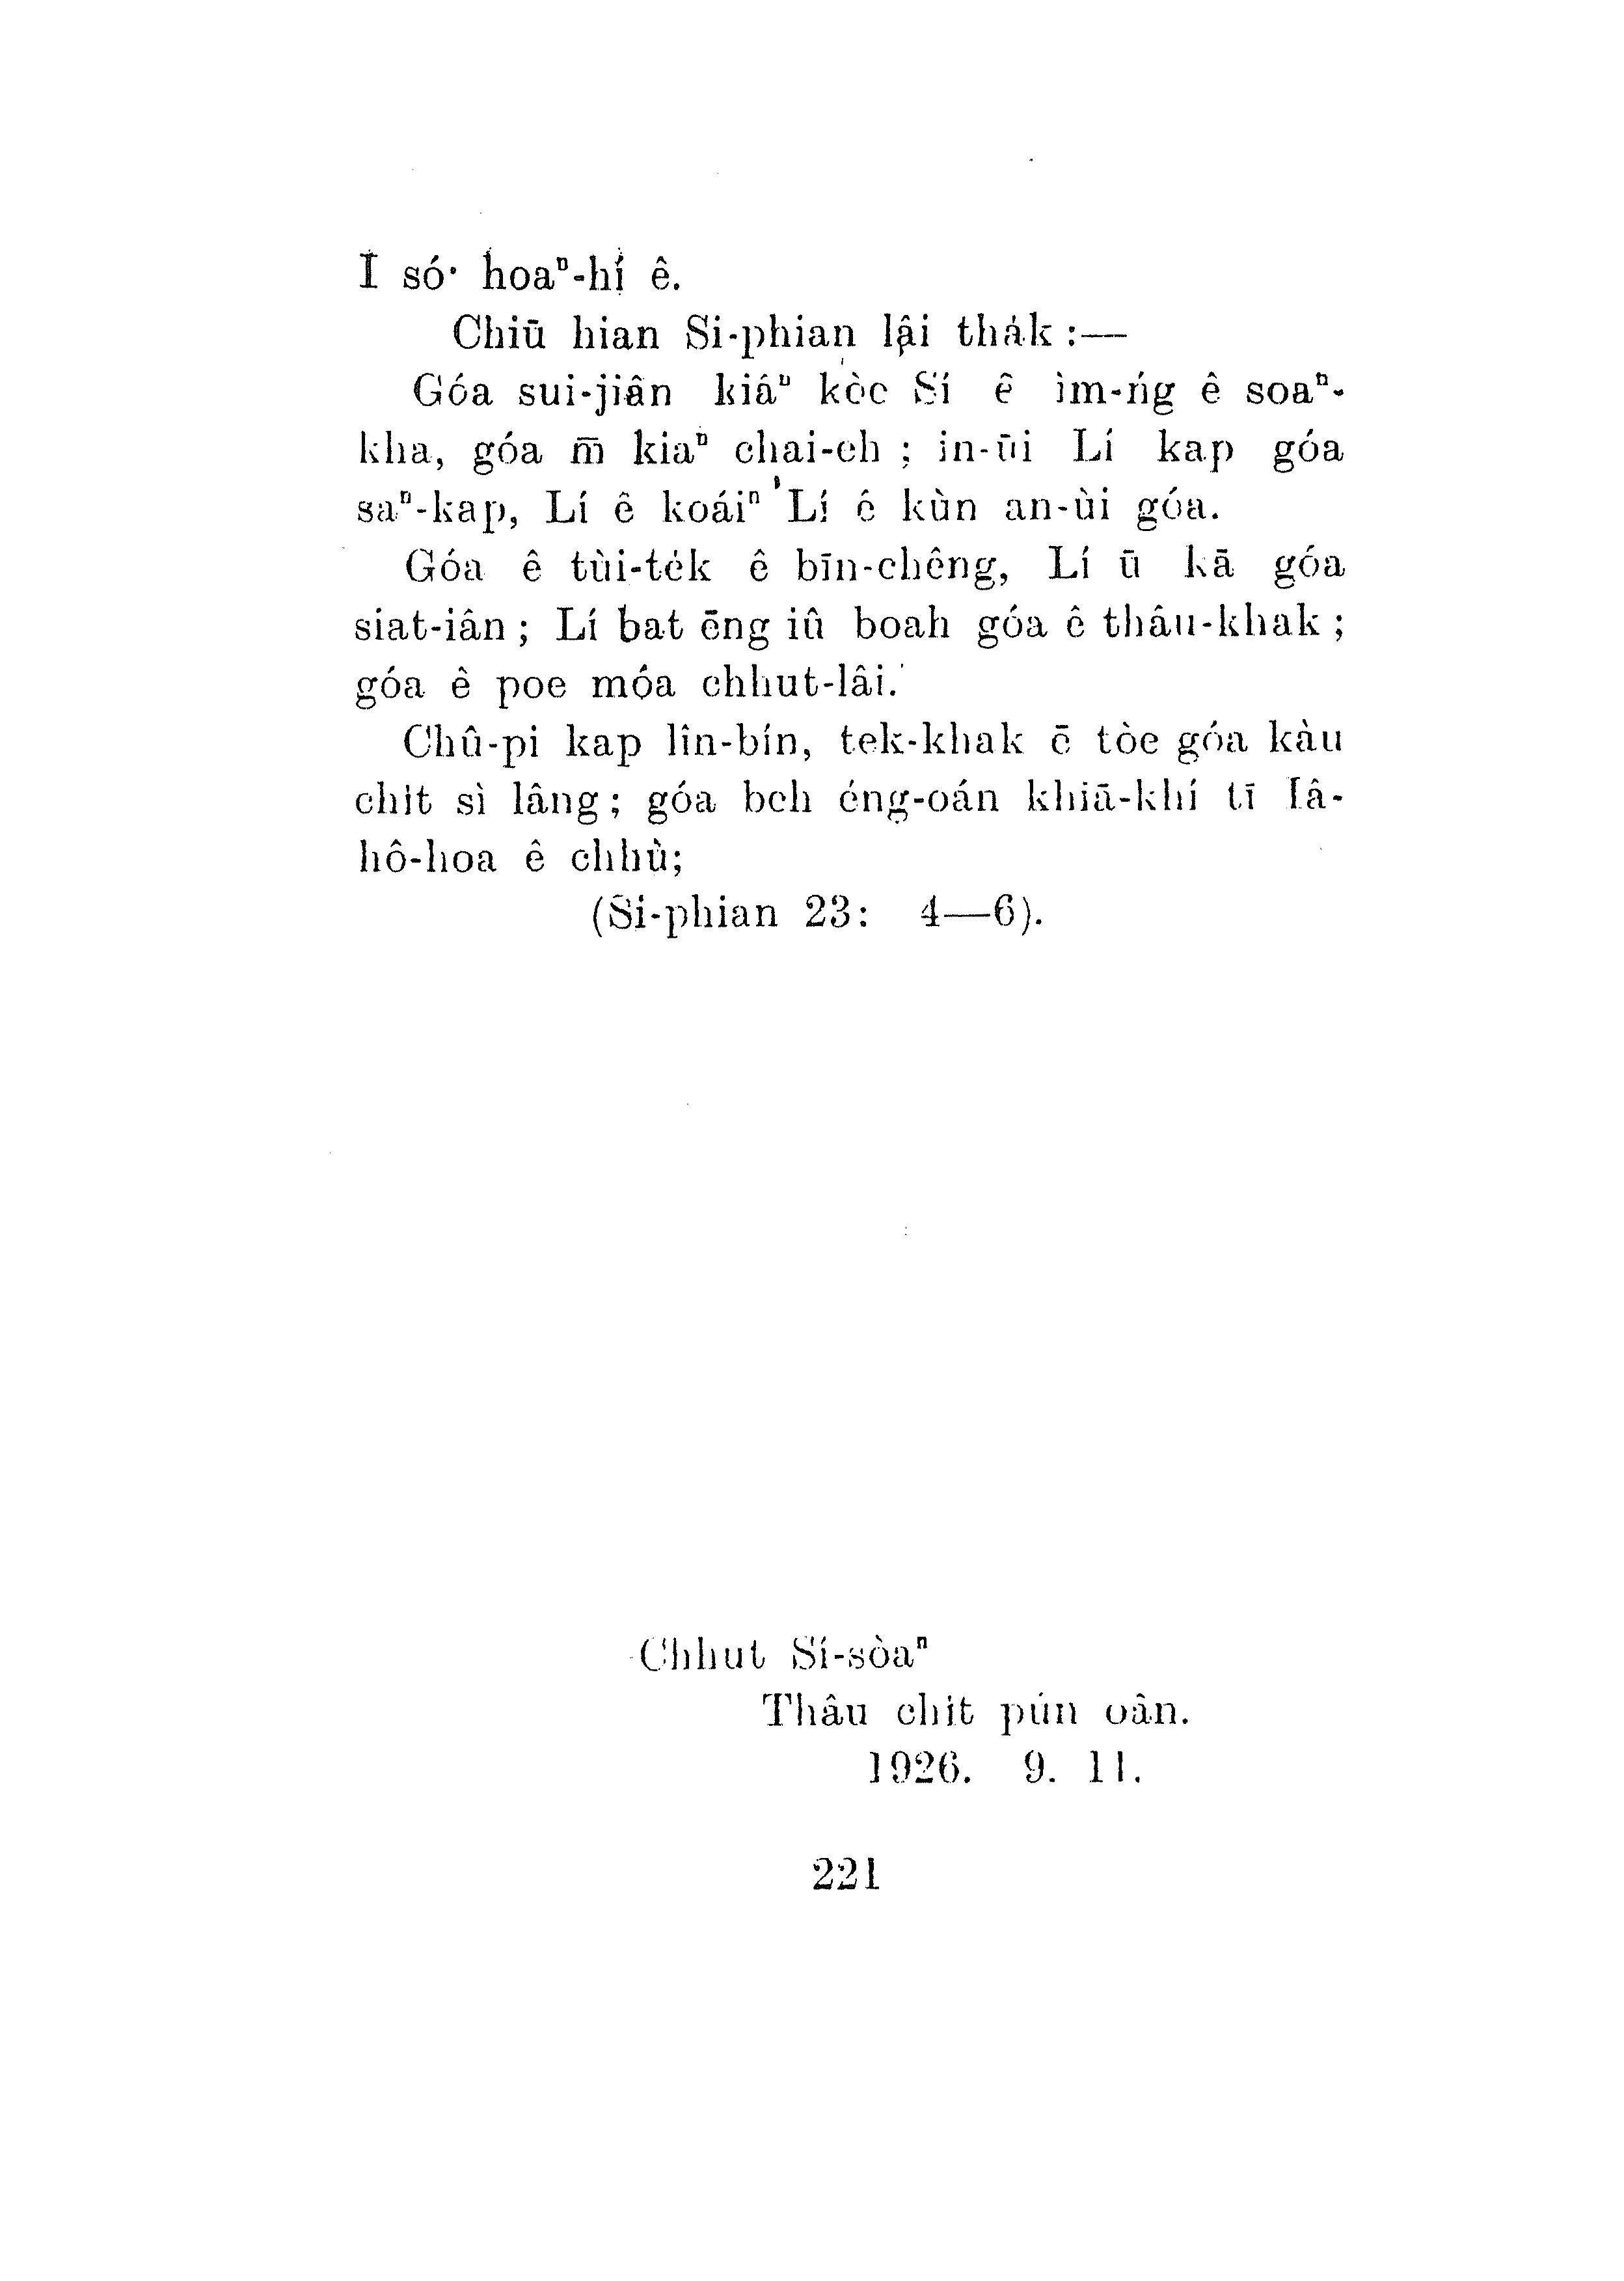 I só͘ hoaⁿ-hí ê.
Chiū hian Si-phian lâi tha̍k :—
Góa sui-jiân kiâⁿ kòe Sí ê ìm-ńg ê soaⁿ-
kha, góa m̄ kiaⁿ chai-eh ; in-ūi Lí kap góa
saⁿ-kap, Lí ê koáiⁿ Lí ê kùn an-ùi góa.
Góa ê tùi-te̍k ê bīn-chêng, Lí ū kā góa
siat-iân ; Lí bat ēng iû boah góa ê thâu-khak ;
góa ê poe móa chhut-lâi.
Chû-pi kap lîn-bín, tek-khak ē tòe góa kàu
chi̍t sì lâng ; góa beh éng-oán khiā-khí tī Iâ-
hô-hoa ê chhù;
(Si-phian 23: 4—6).
Chhut Sí-sòaⁿ
Thâu chi̍t pún oân.
1926. 9. 11.
221